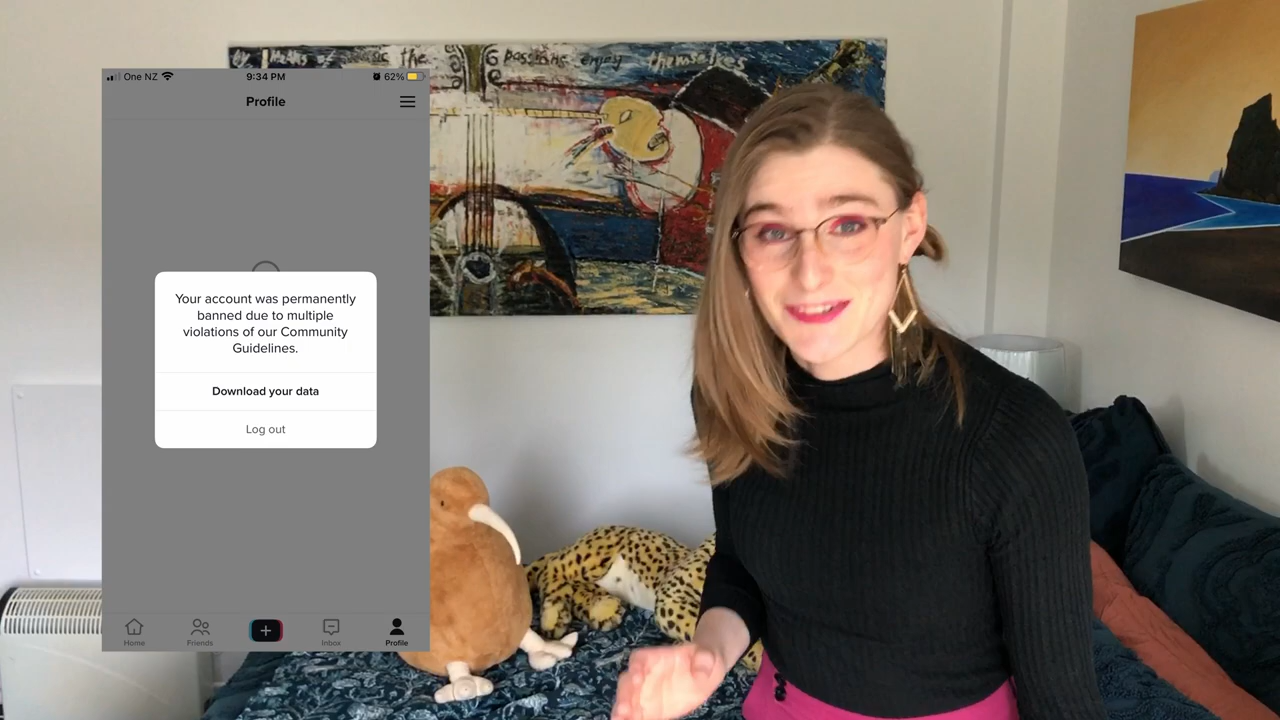 passions enjoy themselves
One NZ 9:34 PM 62%
Profile
Your account was permanently
banned due to multiple
violations of our Community
Guidelines.
Download your data
Log out
Home Friends Inbox Profile